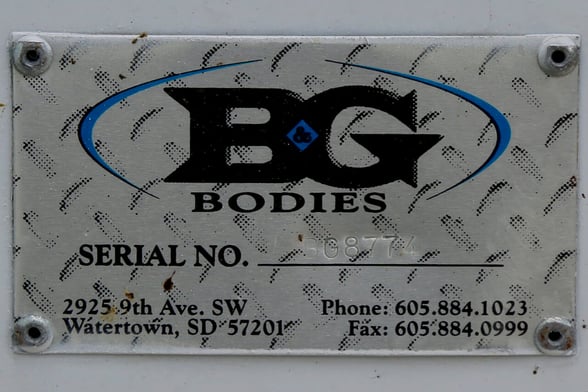 B&G
BODIES
SERIAL NO.
2925 9th Ave. SW
Watertown, SD 57201
Phone: 605.884.1023
Fax: 605.884.0999